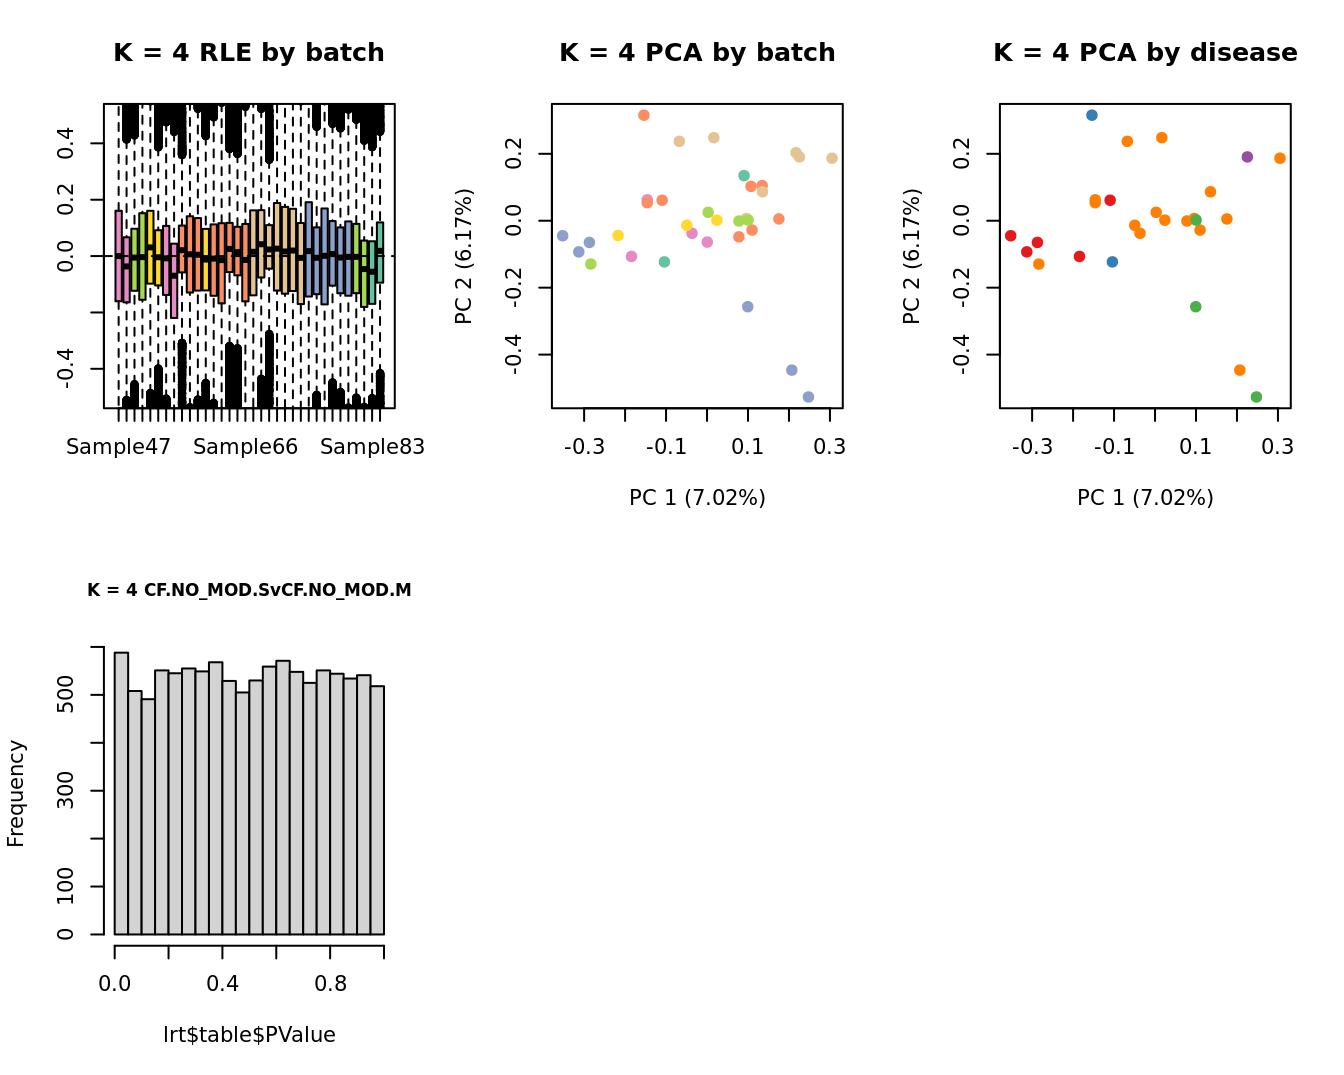 K = 4 RLE by batch
0.4
0.2
0.0
-0.4
Sample47 Sample66 Sample83
K = 4 PCA by batch
PC 2 (6.17%)
0.2
0.0
-0.2
-0.4
-0.3 -0.1 0.1 0.3
PC 1 (7.02%)
K = 4 PCA by disease
PC 2 (6.17%)
0.2
0.0
-0.2
-0.4
-0.3 -0.1 0.1 0.3
PC 1 (7.02%)
K = 4 CF.NO_MOD.SvCF.NO_MOD.M
Frequency
500
300
100
0
0.0 0.4 0.8
lrt$table$PValue